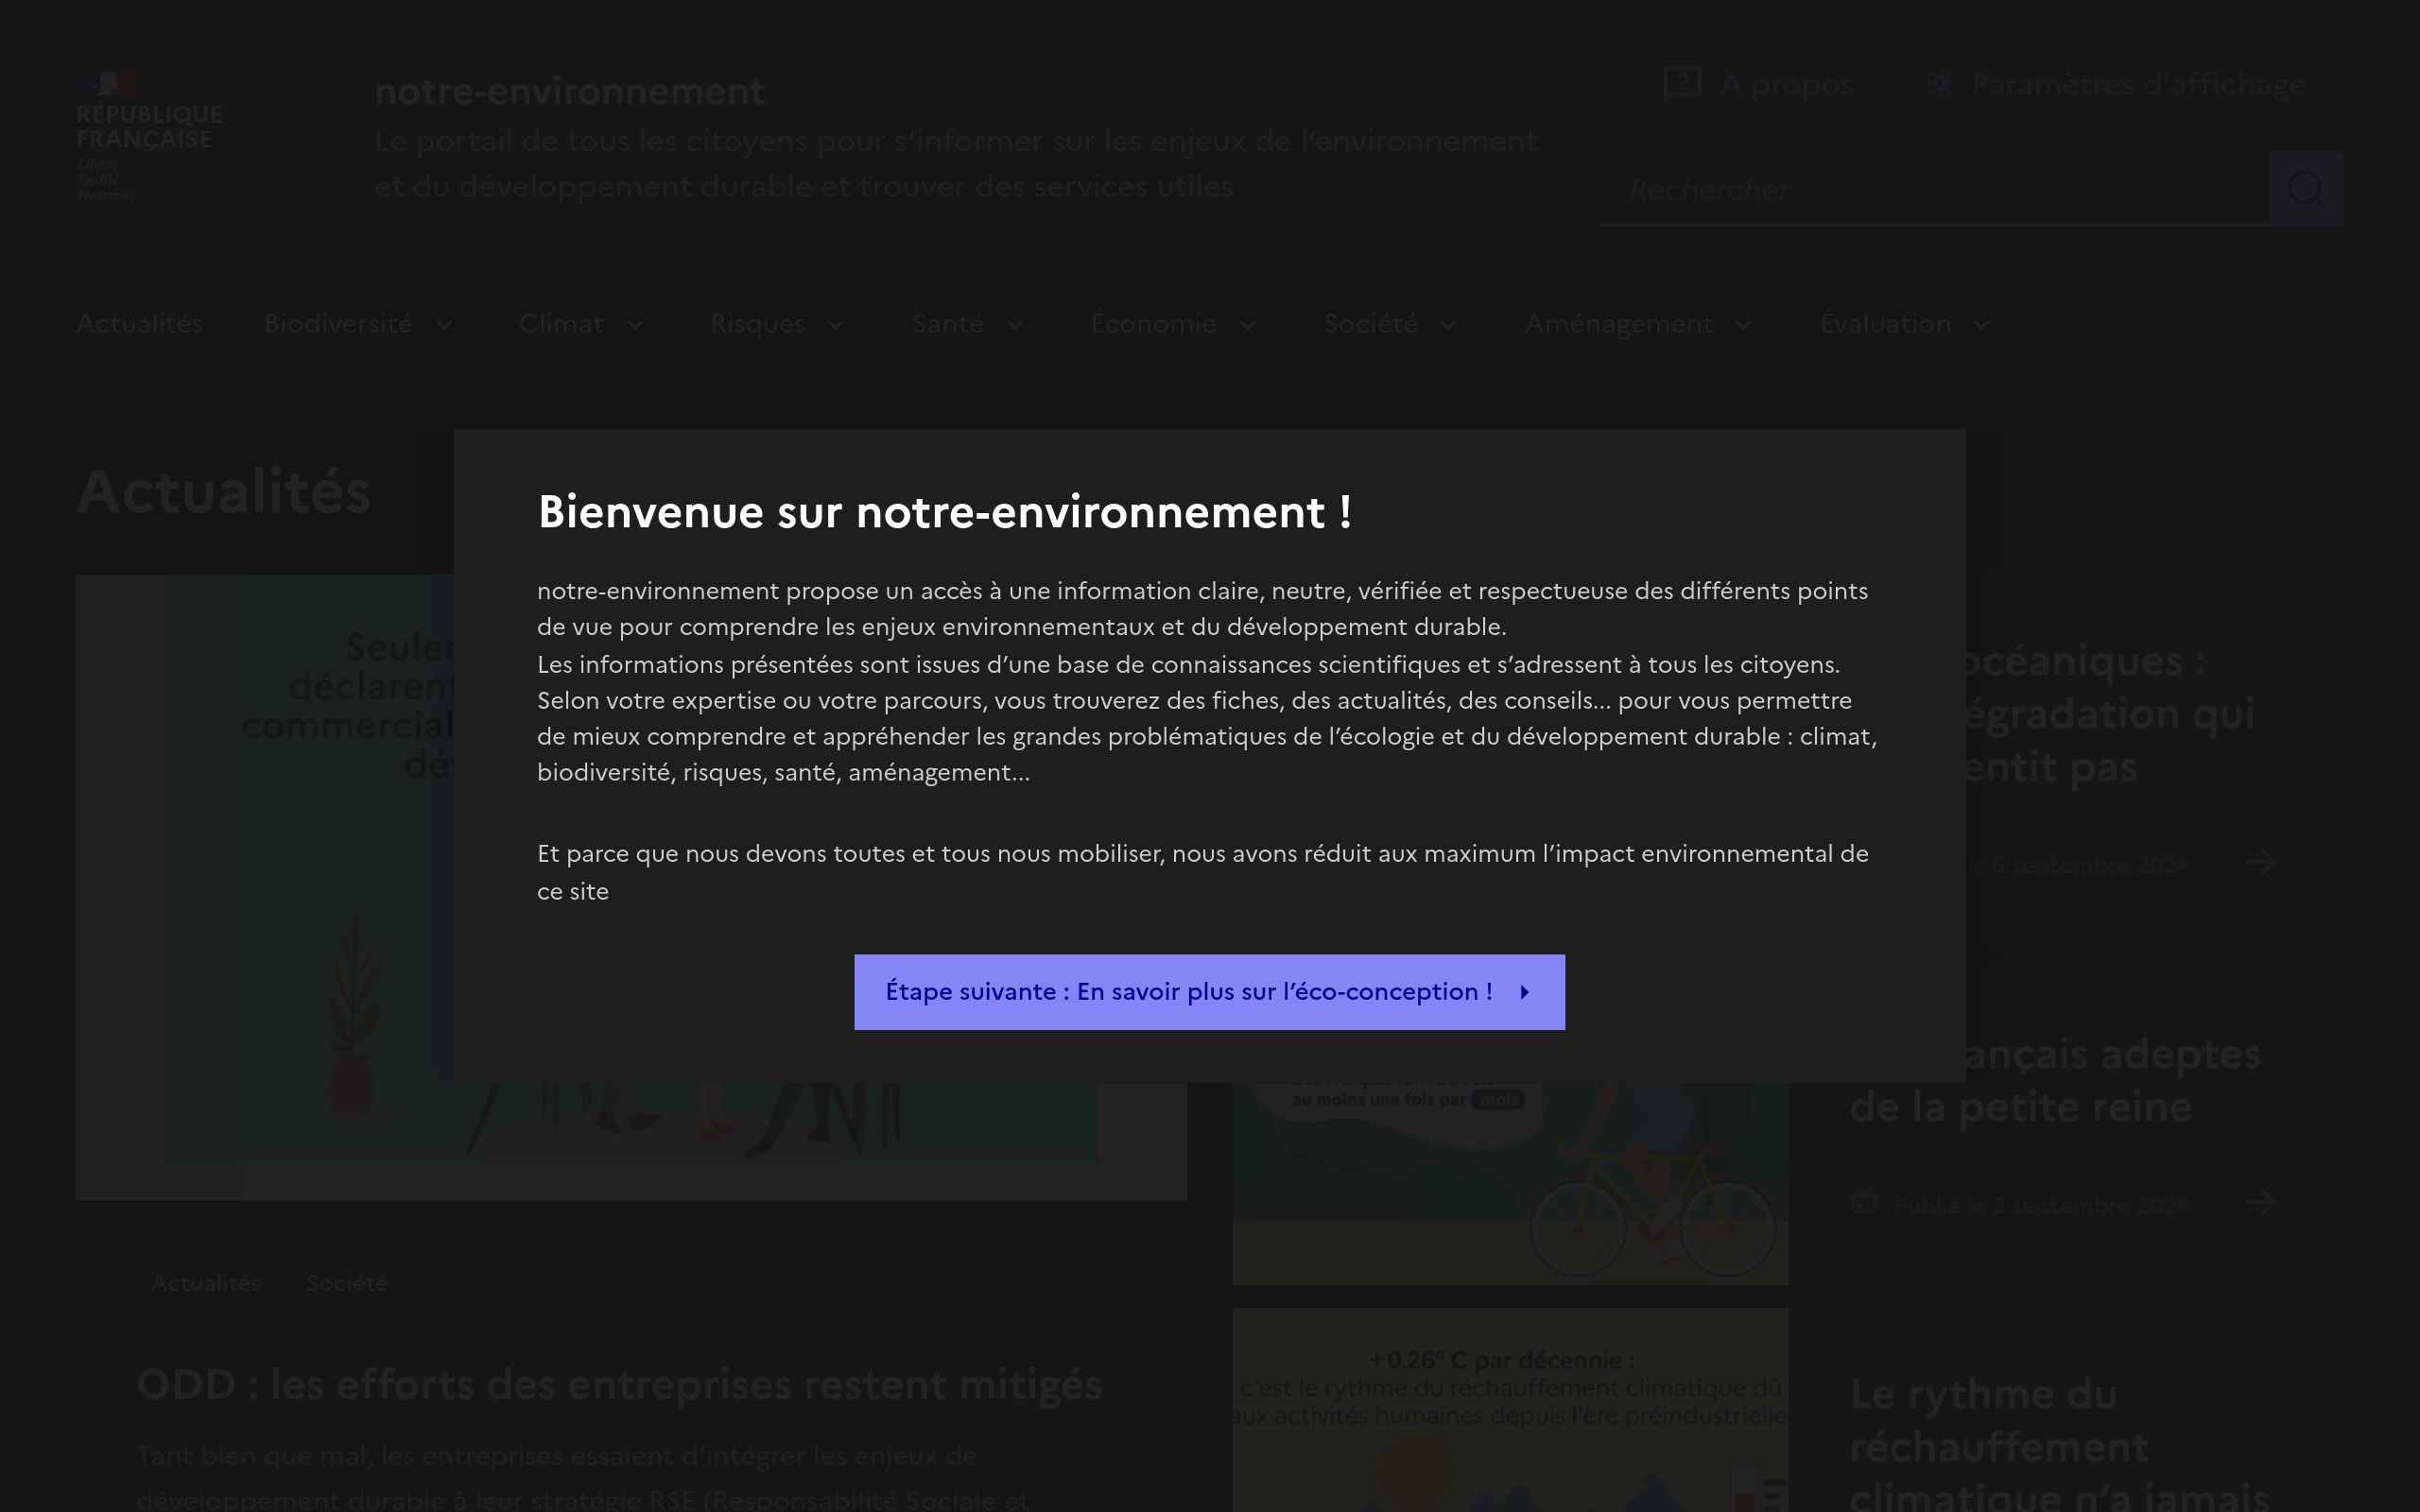 RÉPUBLIQUE
FRANÇAISE
Liberté
Égalité
Fraternité
notre-environnement
Le portail de tous les citoyens pour s’informer sur les enjeux de l’environnement
et du développement durable et trouver des services utiles
A propos
Paramètres d'affichage
Rechercher
Actualités
Biodiversité
Climat
Risques
Santé
Économie
Société
Aménagement
Évaluation
Actualités
Bienvenue sur notre-environnement !
notre-environnement propose un accès à une information claire, neutre, vérifiée et respectueuse des différents points
de vue pour comprendre les enjeux environnementaux et du développement durable.
Les informations présentées sont issues d’une base de connaissances scientifiques et s’adressent à tous les citoyens.
Selon votre expertise ou votre parcours, vous trouverez des fiches, des actualités, des conseils... pour vous permettre
de mieux comprendre et appréhender les grandes problématiques de l’écologie et du développement durable : climat,
biodiversité, risques, santé, aménagement...
Et parce que nous devons toutes et tous nous mobiliser, nous avons réduit aux maximum l’impact environnemental de
ce site
Étape suivante : En savoir plus sur l’éco-conception !
océaniques :
qui
pas
le 6 septembre 2024
adeptes
de la petite reine
Publié le 3 septembre 2024
au moins une fois par mois
Actualités
Société
ODD : les efforts des entreprises restent mitigés
Tant bien que mal, les entreprises essaient d’intégrer les enjeux de
développement durable à leur stratégie RSE (Responsabilité Sociale et
+0.26° C par décennie :
c'est le rythme du réchauffement climatique dû
aux activités humaines depuis l'ère préindustrielle
Le rythme du
réchauffement
climatique n’a jamais